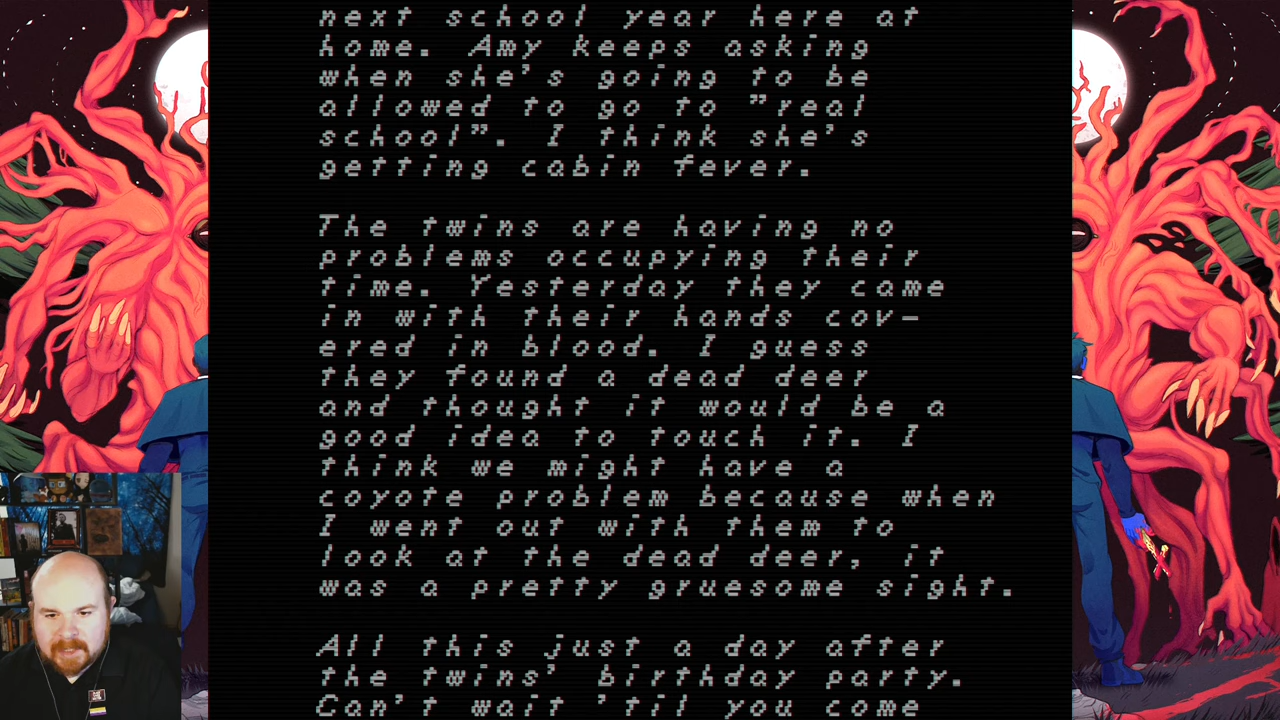 next school year here at
home. Amy keeps asking
when she's going to be
allowed to go to "real
school". I think she's
getting cabin fever.
The twins are having no
problems occupying their
time. Yesterday they came
in with their hands cov-
ered in blood. I guess
they found a dead deer
and thought it would be a
good idea to touch it. I
think we might have a
coyote problem because when
I went out with them to
look at the dead deer, it
was a pretty gruesome sight.
All this just a day after
the twins' birthday party.
Can't wait 'til you come